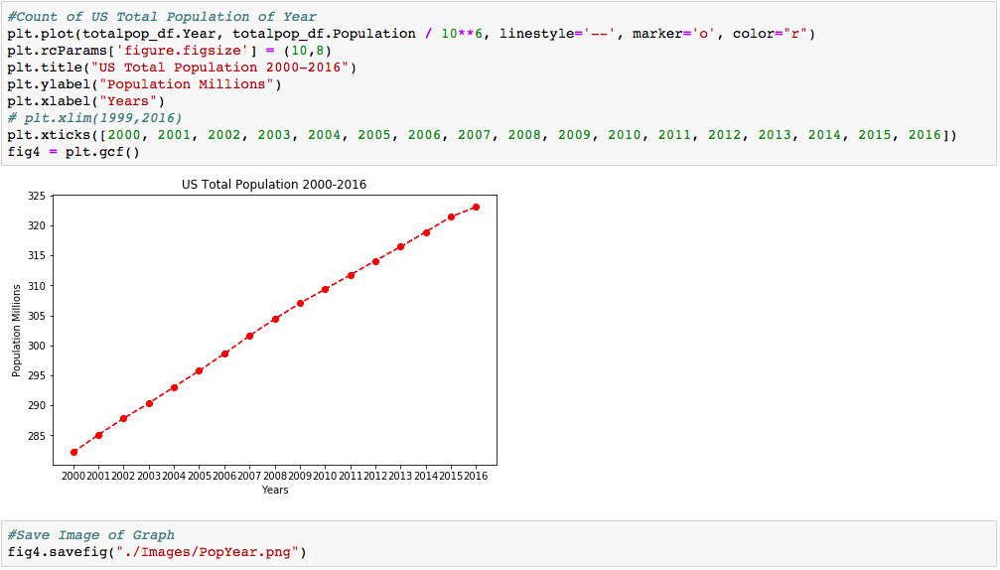 #Count of US Total Population of Year
plt.plot(totalpop_df.Year, totalpop_df.Population / 10**6, linestyle='--', marker='o', color="r")
plt.rcParams['figure.figsize'] = (10,8)
plt.title("US Total Population 2000-2016")
plt.ylabel("Population Millions")
plt.xlabel("Years")
# plt.xlim(1999,2016)
plt.xticks([2000, 2001, 2002, 2003, 2004, 2005, 2006, 2007, 2008, 2009, 2010, 2011, 2012, 2013, 2014, 2015, 2016])
fig4 = plt.gcf()
US Total Population 2000-2016
325
320
315
310
305
300
295
290
285
Population Millions
2000 2001 2002 2003 2004 2005 2006 2007 2008 2009 2010 2011 2012 2013 2014 2015 2016
Years
#Save Image of Graph
fig4.savefig("./Images/PopYear.png")